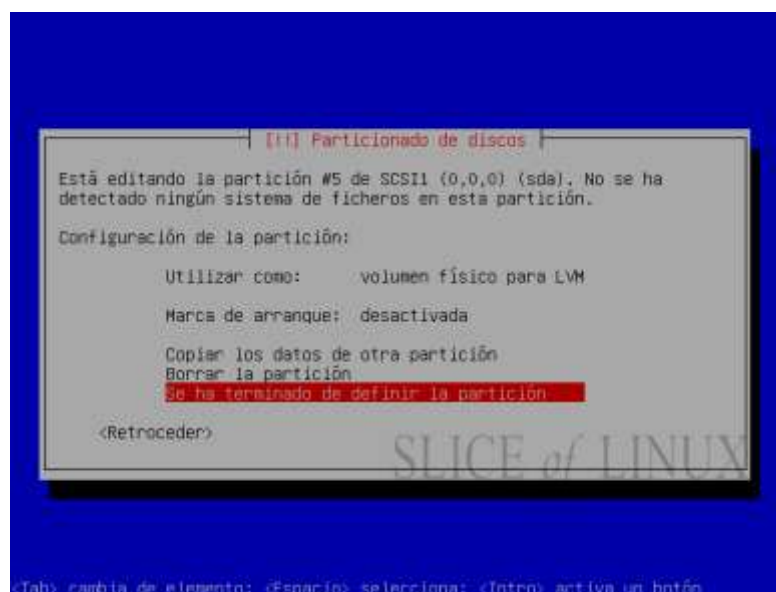 [!!] Particionado de discos
Está editando la partición #5 de SCSI1 (0,0,0) (sda). No se ha
detectado ningún sistema de ficheros en esta partición.
Configuración de la partición:
Utilizar como: volumen físico para LVM
Marca de arranque: desactivada
Copiar los datos de otra partición
Borrar la partición
Se ha terminado de definir la partición
<Retroceder>
SLICE of LINUX
<Tab> cambia de elemento; <Espacio> selecciona; <Intro> activa un botón